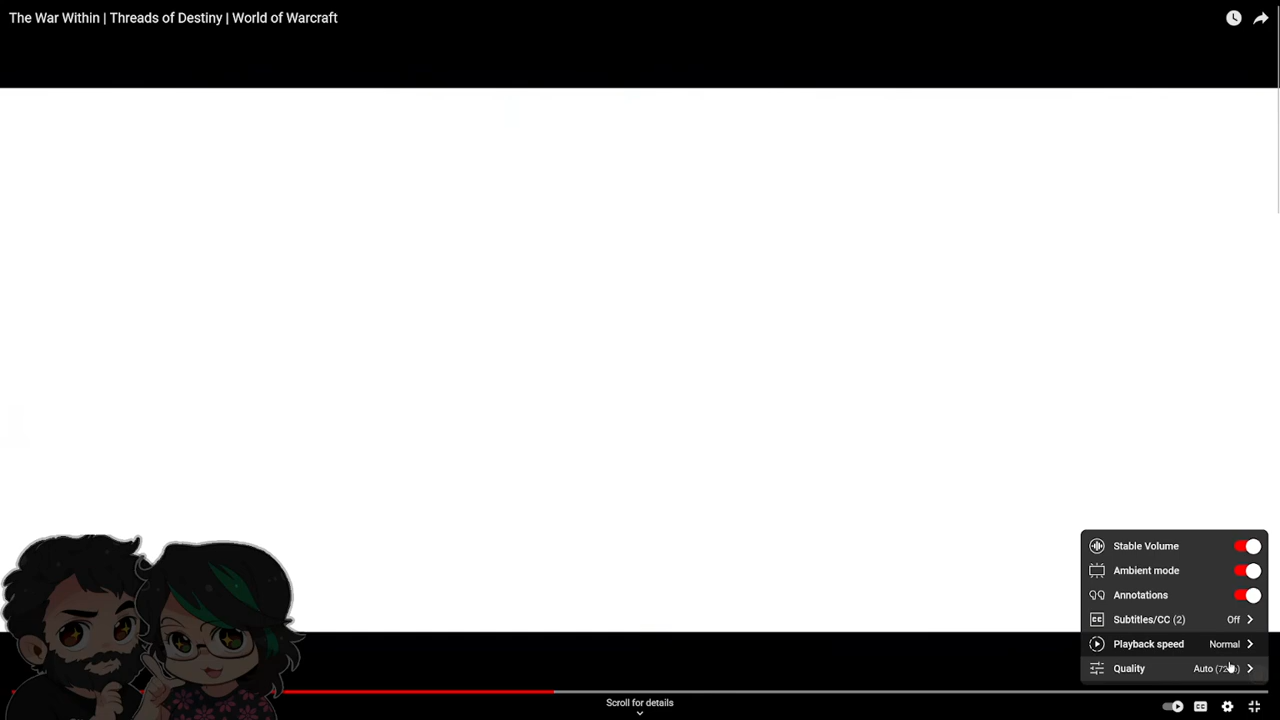 The War Within | Threads of Destiny | World of Warcraft
Stable Volume
Ambient mode
Annotations
Subtitles/CC (2) Off
Playback speed Normal
Quality Auto
Scroll for details